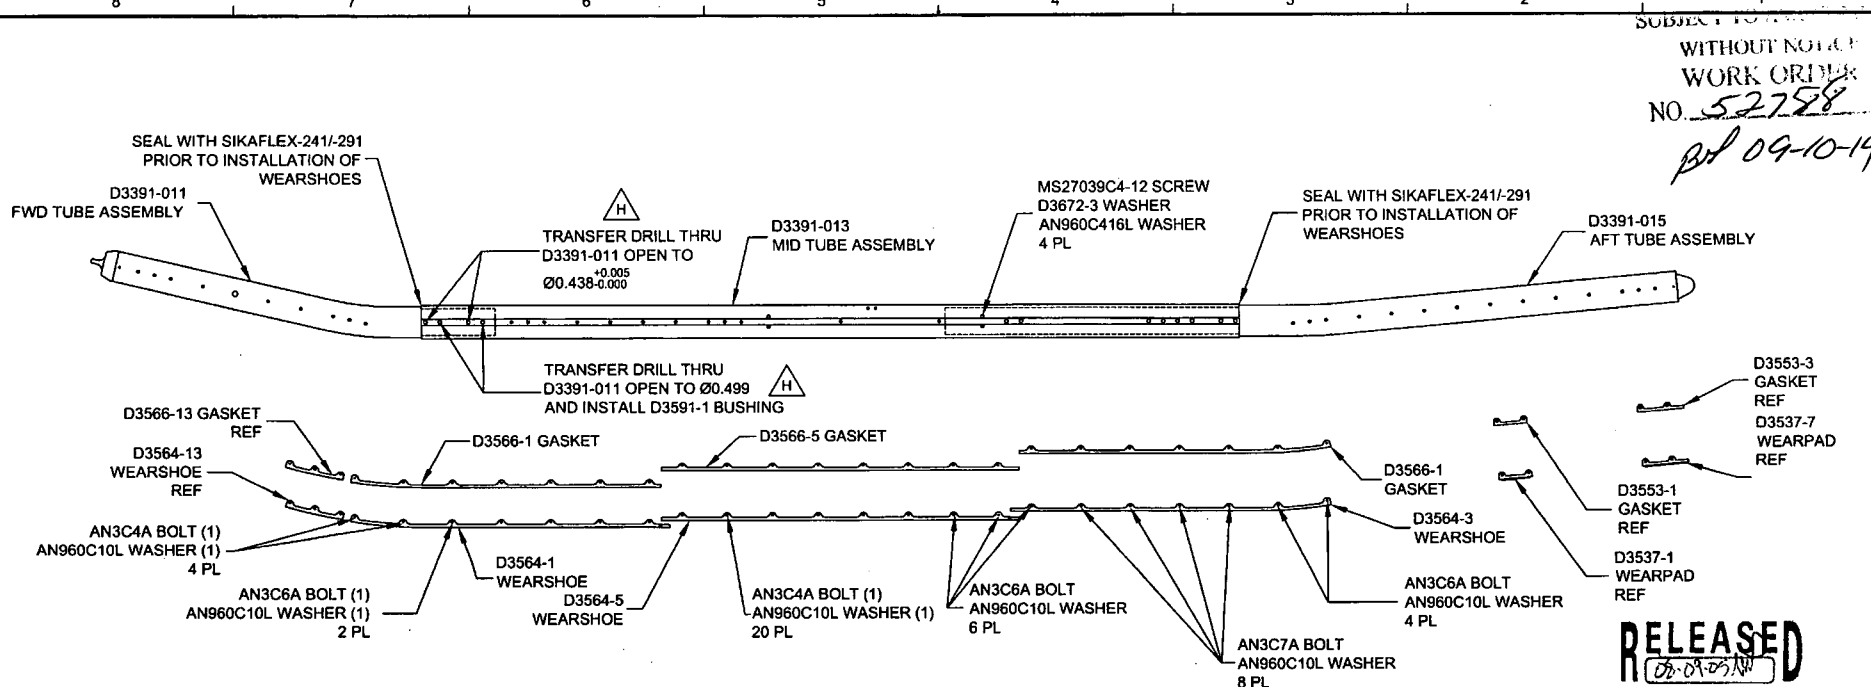 8 7 6 5 4 3 2
SUBJECT TO
WITHOUT NOTICE
WORK ORDER
NO. 52758
09-10-19
SEAL WITH SIKAFLEX-241/-291
PRIOR TO INSTALLATION OF
WEARSHOES
D3391-011
FWD TUBE ASSEMBLY
H
TRANSFER DRILL THRU
D3391-011 OPEN TO
Ø0.438+0.005
-0.000
D3391-013
MID TUBE ASSEMBLY
MS27039C4-12 SCREW
D3672-3 WASHER
AN960C416L WASHER
4 PL
SEAL WITH SIKAFLEX-241/-291
PRIOR TO INSTALLATION OF
WEARSHOES
D3391-015
AFT TUBE ASSEMBLY
TRANSFER DRILL THRU
D3391-011 OPEN TO Ø0.499
AND INSTALL D3591-1 BUSHING
H
D3566-13 GASKET
REF
D3564-13
WEARSHOE
REF
D3566-1 GASKET
D3566-5 GASKET
D3566-1
GASKET
D3553-3
GASKET
REF
D3537-7
WEARPAD
REF
D3553-1
GASKET
REF
D3537-1
WEARPAD
REF
D3564-3
WEARSHOE
AN3C4A BOLT (1)
AN960C10L WASHER (1)
4 PL
AN3C6A BOLT (1)
AN960C10L WASHER (1)
2 PL
D3564-1
WEARSHOE
D3564-5
WEARSHOE
AN3C4A BOLT (1)
AN960C10L WASHER (1)
20 PL
AN3C6A BOLT
AN960C10L WASHER
6 PL
AN3C7A BOLT
AN960C10L WASHER
8 PL
AN3C6A BOLT
AN960C10L WASHER
4 PL
RELEASED